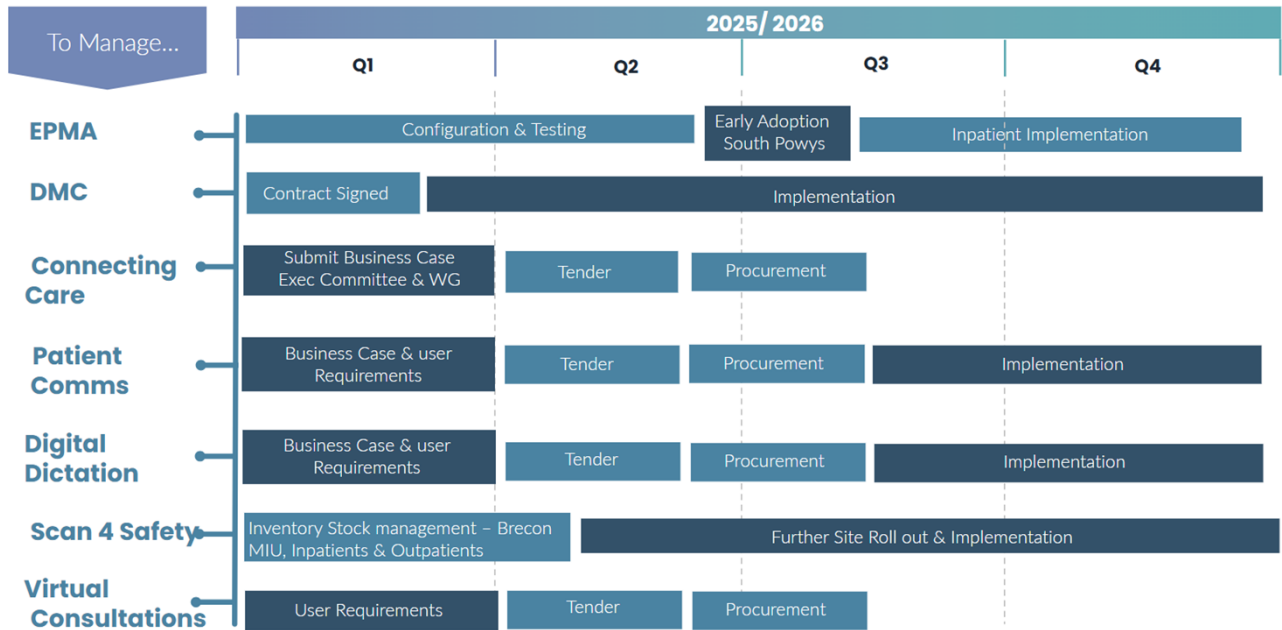 To Manage...
2025/ 2026
Q1
Q2
Q3
Q4
EPMA
Configuration & Testing
Early Adoption
South Powys
Inpatient Implementation
DMC
Contract Signed
Implementation
Connecting
Care
Submit Business Case
Exec Committee & WG
Tender
Procurement
Patient
Comms
Business Case & user
Requirements
Tender
Procurement
Implementation
Digital
Dictation
Business Case & user
Requirements
Tender
Procurement
Implementation
Scan 4 Safety
Inventory Stock management – Brecon
MIU, Inpatients & Outpatients
Further Site Roll out & Implementation
Virtual
Consultations
User Requirements
Tender
Procurement